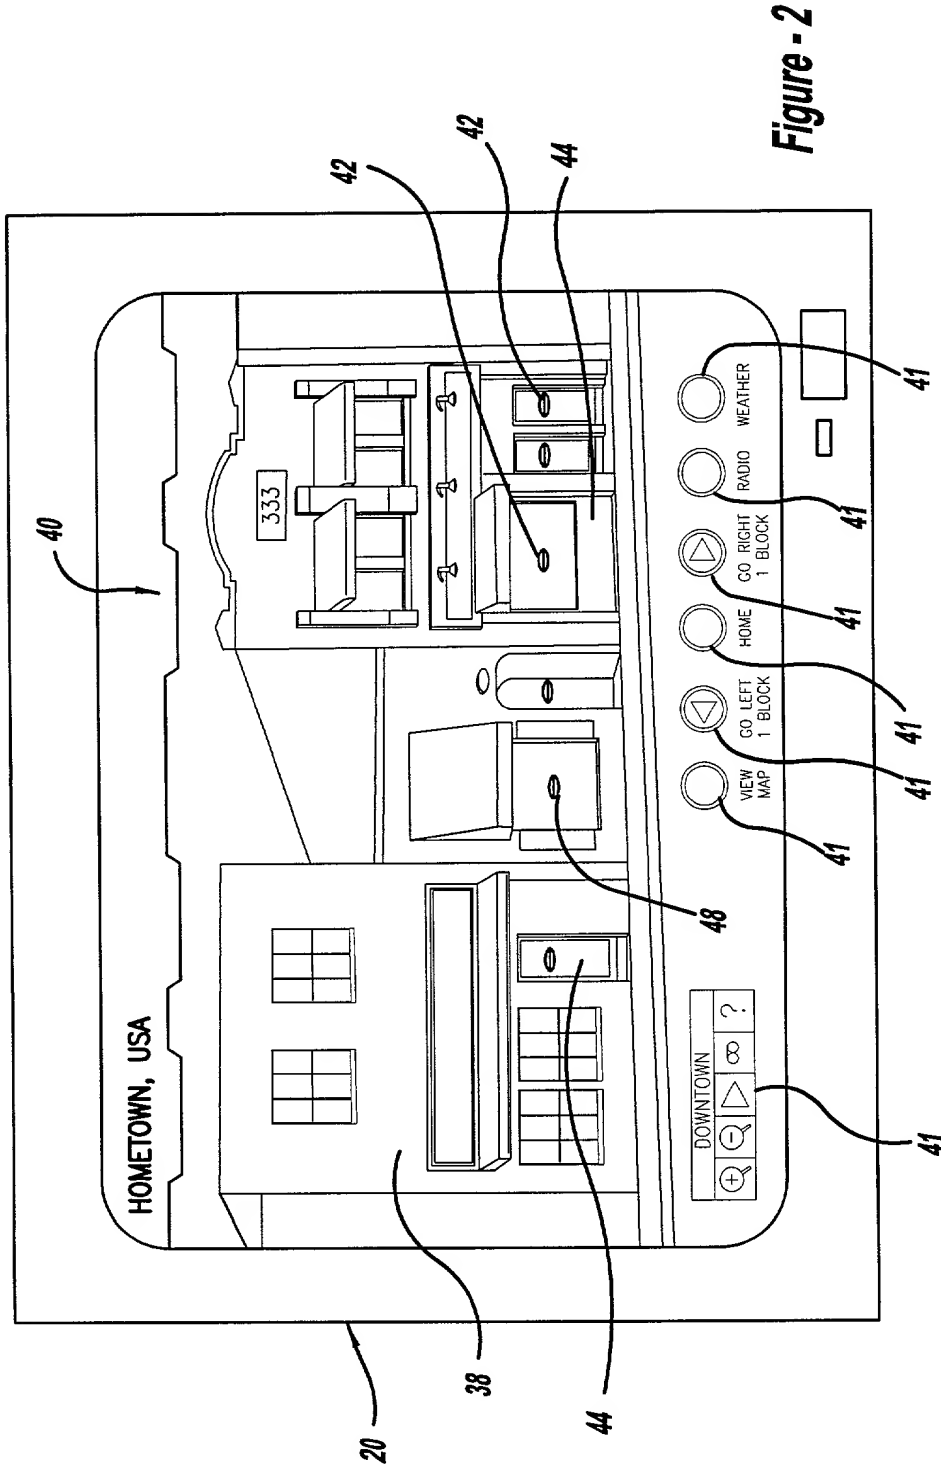 HOMETOWN, USA
40
333
42
42
44
20
38
44
48
DOWNTOWN
?
41
VIEW
MAP
GO LEFT
1 BLOCK
HOME
GO RIGHT
1 BLOCK
RADIO
WEATHER
41
41
41
41
41
41
Figure - 2